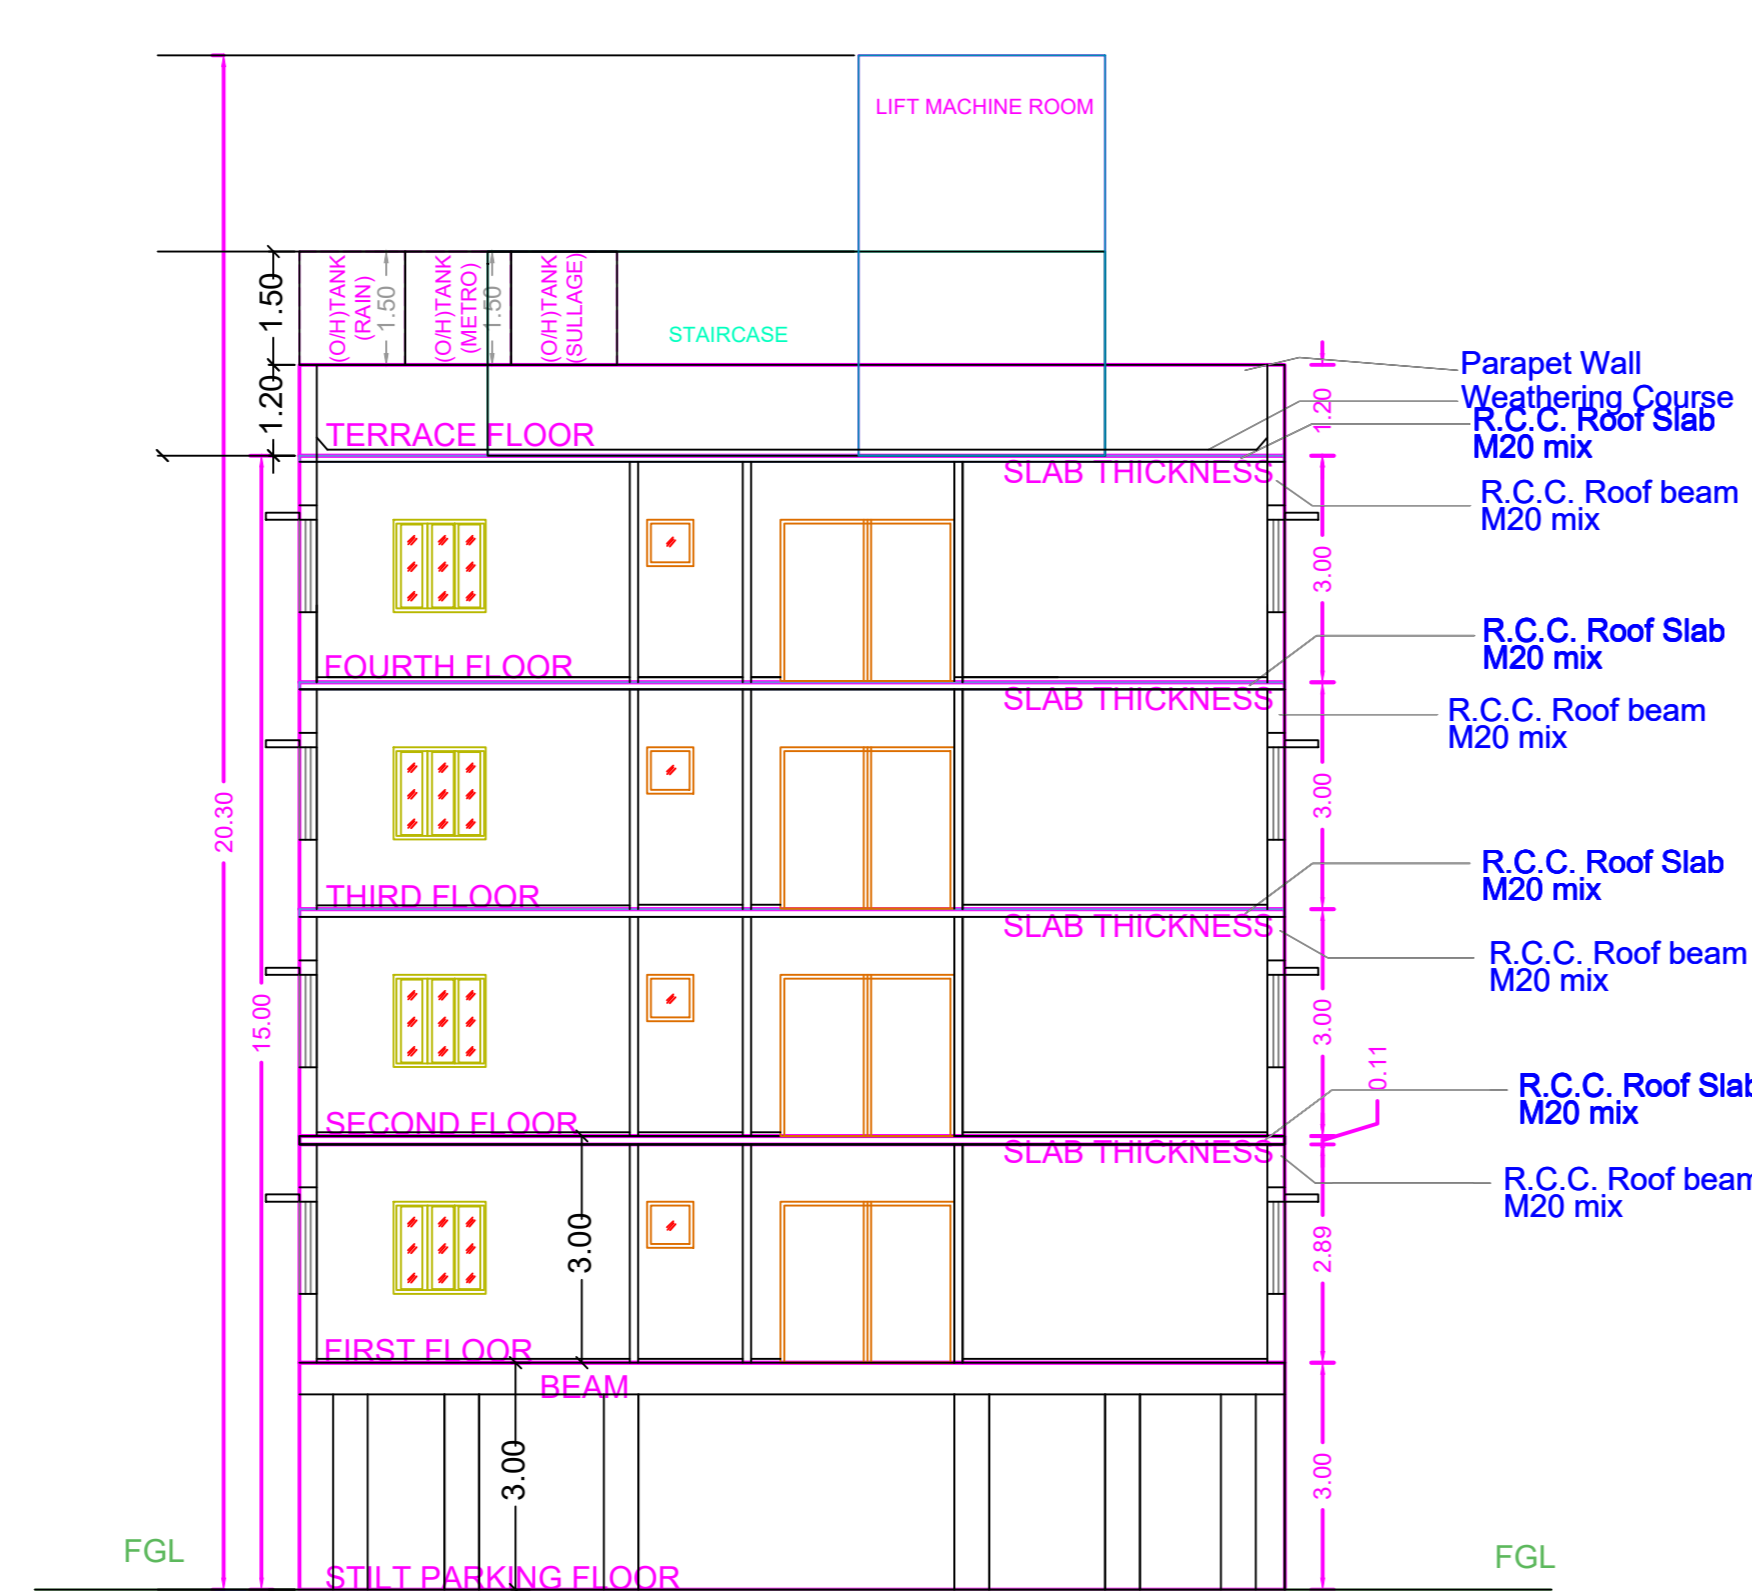 LIFT MACHINE ROOM
1.50
(O/H)TANK
(RAIN)
1.50
(O/H)TANK
(METRO)
1.50
(O/H)TANK
(SULLAGE)
STAIRCASE
1.20
TERRACE FLOOR
1.20
Parapet Wall
Weathering Course
R.C.C. Roof Slab
M20 mix
SLAB THICKNESS
R.C.C. Roof beam
M20 mix
3.00
FOURTH FLOOR
R.C.C. Roof Slab
M20 mix
SLAB THICKNESS
R.C.C. Roof beam
M20 mix
20.30
3.00
THIRD FLOOR
R.C.C. Roof Slab
M20 mix
SLAB THICKNESS
R.C.C. Roof beam
M20 mix
15.00
3.00
0.11
SECOND FLOOR
R.C.C. Roof Slab
M20 mix
SLAB THICKNESS
R.C.C. Roof beam
M20 mix
3.00
2.89
FIRST FLOOR
BEAM
3.00
3.00
FGL
STILT PARKING FLOOR
FGL